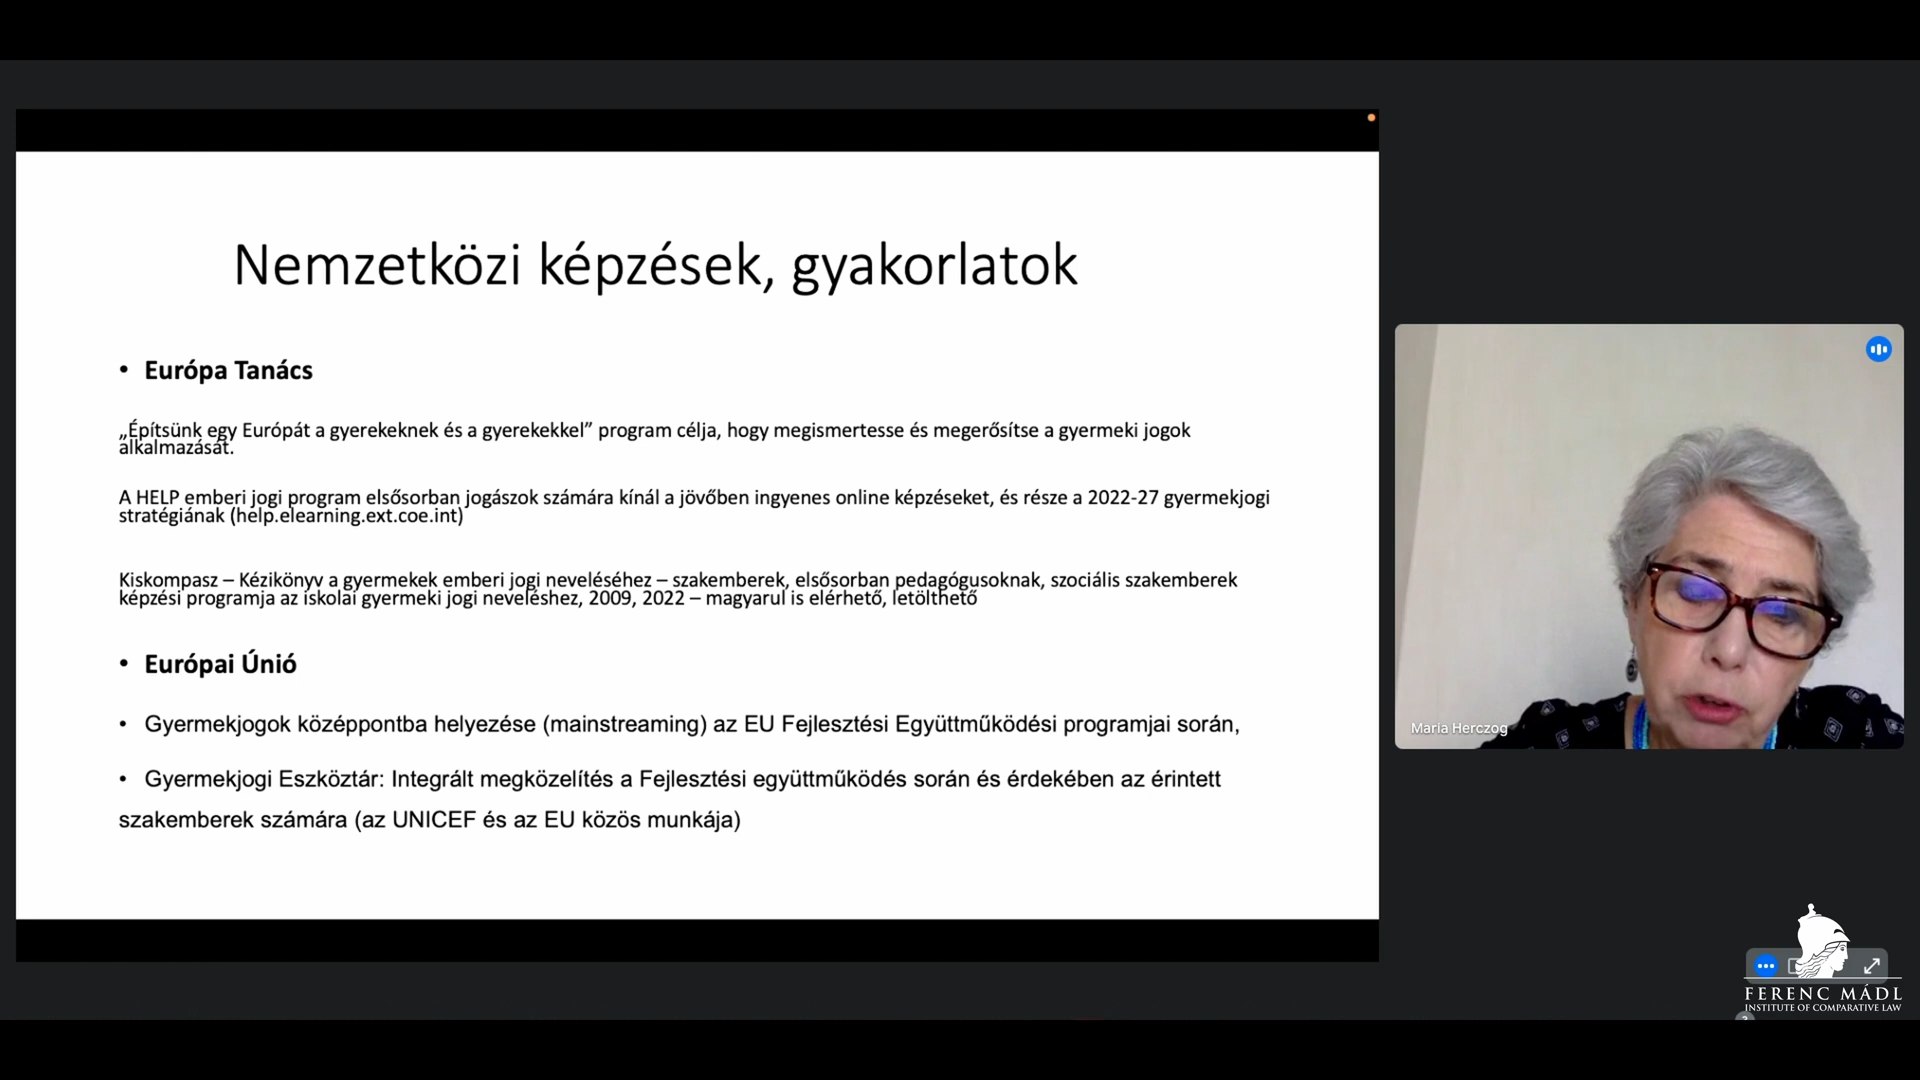 Nemzetközi képzések, gyakorlatok
• Európa Tanács
„Építsünk egy Európát a gyerekeknek és a gyerekekkel” program célja, hogy megismertesse és megerősítse a gyermeki jogok
alkalmazását.
A HELP emberi jogi program elsősorban jogászok számára kínál a jövőben ingyenes online képzéseket, és része a 2022-27 gyermekjogi
stratégiának (help.elearning.ext.coe.int)
Kiskompasz – Kézikönyv a gyermekek emberi jogi neveléséhez – szakemberek, elsősorban pedagógusoknak, szociális szakemberek
képzési programja az iskolai gyermeki jogi neveléshez, 2009, 2022 – magyarul is elérhető, letölthető
• Európai Únió
• Gyermekjogok középpontba helyezése (mainstreaming) az EU Fejlesztési Együttműködési programjai során,
• Gyermekjogi Eszköztár: Integrált megközelítés a Fejlesztési együttműködés során és érdekében az érintett
szakemberek számára (az UNICEF és az EU közös munkája)
Maria Herczog
FERENC MÁDL
INSTITUTE OF COMPARATIVE LAW